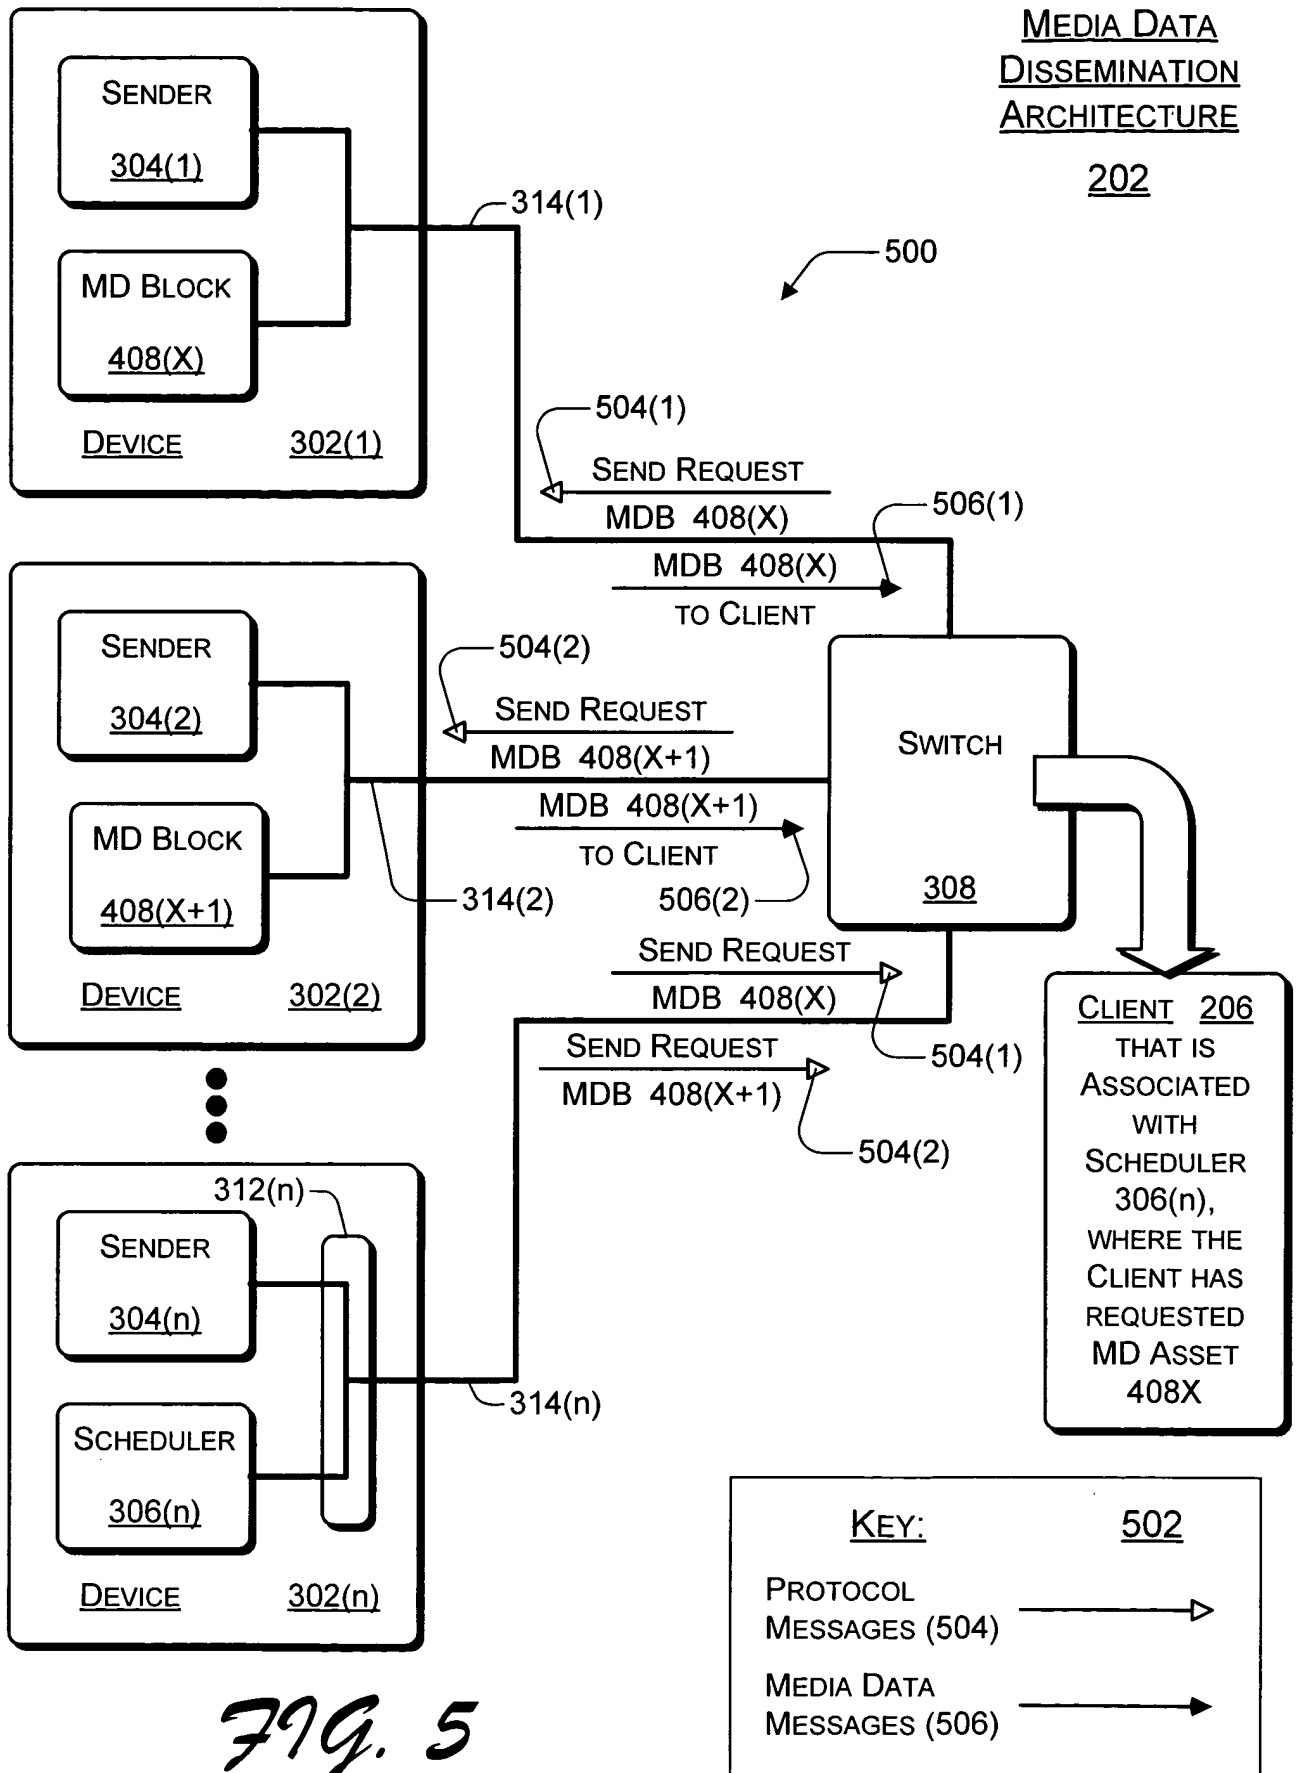 MEDIA DATA
DISSEMINATION
ARCHITECTURE
202
SENDER
304(1)
MD BLOCK
408(X)
DEVICE 302(1)
314(1)
500
504(1)
SEND REQUEST
MDB 408(X)
506(1)
MDB 408(X)
TO CLIENT
SENDER
304(2)
MD BLOCK
408(X+1)
DEVICE 302(2)
314(2)
504(2)
SEND REQUEST
MDB 408(X+1)
MDB 408(X+1)
TO CLIENT
506(2)
SWITCH
308
SEND REQUEST
MDB 408(X)
504(1)
SEND REQUEST
MDB 408(X+1)
504(2)
CLIENT 206
THAT IS
ASSOCIATED
WITH
SCHEDULER
306(n),
WHERE THE
CLIENT HAS
REQUESTED
MD ASSET
408X
312(n)
SENDER
304(n)
SCHEDULER
306(n)
DEVICE 302(n)
314(n)
KEY: 502
PROTOCOL
MESSAGES (504)
MEDIA DATA
MESSAGES (506)
FIG. 5